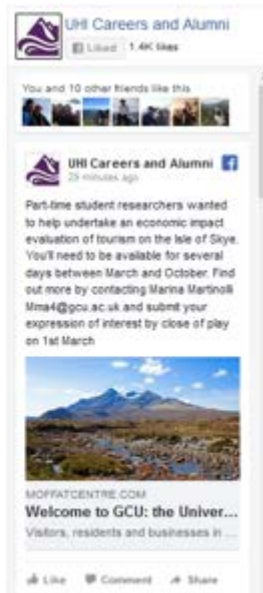 UHI Careers and Alumni
Liked 1.4K likes
You and 10 other friends like this
UHI Careers and Alumni
29 minutes ago
Part-time student researchers wanted
to help undertake an economic impact
evaluation of tourism on the Isle of Skye.
You'll need to be available for several
days between March and October. Find
out more by contacting Marina Martinolli
Mma4@gcu.ac.uk and submit your
expression of interest by close of play
on 1st March
MOFFATCENTRE.COM
Welcome to GCU: the Univer...
Visitors, residents and businesses in ...
Like Comment Share